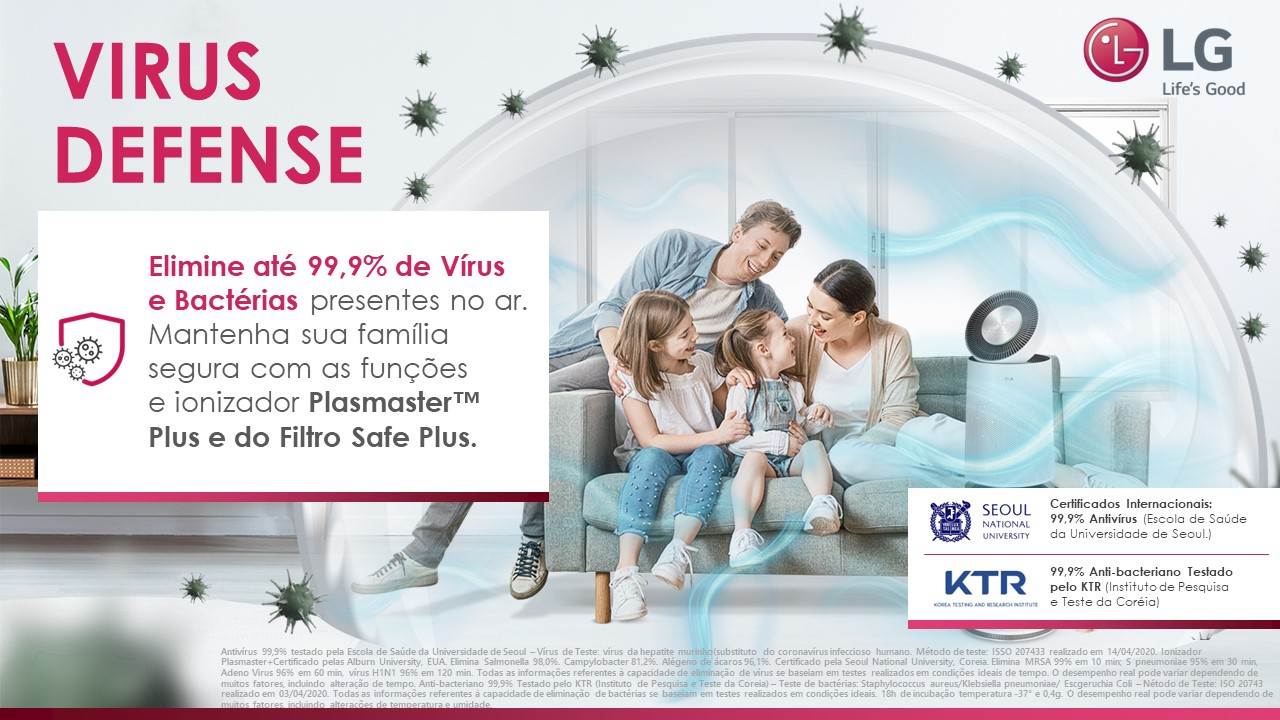 VIRUS
DEFENSE
LG
Life's Good
Elimine até 99,9% de Vírus
e Bactérias presentes no ar.
Mantenha sua família
segura com as funções
e ionizador Plasmaster™
Plus e do Filtro Safe Plus.
SEOUL
NATIONAL
UNIVERSITY
Certificados Internacionais:
99,9% Antivírus (Escola de Saúde
da Universidade de Seoul.)
KTR
KOREA TESTING AND RESEARCH INSTITUTE
99,9% Anti-bacteriano Testado
pelo KTR (Instituto de Pesquisa
e Teste da Coréia)
Antivírus 99,9% testado pela Escola de Saúde da Universidade de Seoul – Vírus de Teste: vírus da hepatite murinho(substituto do coronavírus infeccioso humano. Método de teste: ISSO 207433 realizado em 14/04/2020. Ionizador
Plasmaster+Certificado pelas Alburn University, EUA. Elimina Salmonella 98,0%. Campylobacter 81,2%. Alégeno de ácaros 96,1%. Certificado pela Seoul National University, Coreia. Elimina MRSA 99% em 10 min; S pneumoniae 95% em 30 min,
Adeno Vírus 96% em 60 min, vírus H1N1 96% em 120 min. Todas as informações referentes à capacidade de eliminação de vírus se baseiam em testes realizados em condições ideais de tempo. O desempenho real pode variar dependendo de
muitos fatores, incluindo alteração de tempo. Anti-bacteriano 99,9% Testado pelo KTR (Instituto de Pesquisa e Teste da Coreia) – Teste de bactérias: Staphylococcus aureus/Klebsiella pneumoniae/ Escgeruchia Coli – Nétodo de Teste: ISO 20743
realizado em 03/04/2020. Todas as informações referentes à capacidade de eliminação de bactérias se baseiam em testes realizados em condições ideais. 18h de incubação temperatura -37° e 0,4g. O desempenho real pode variar dependendo de
muitos fatores, incluindo alterações de temperatura e umidade.